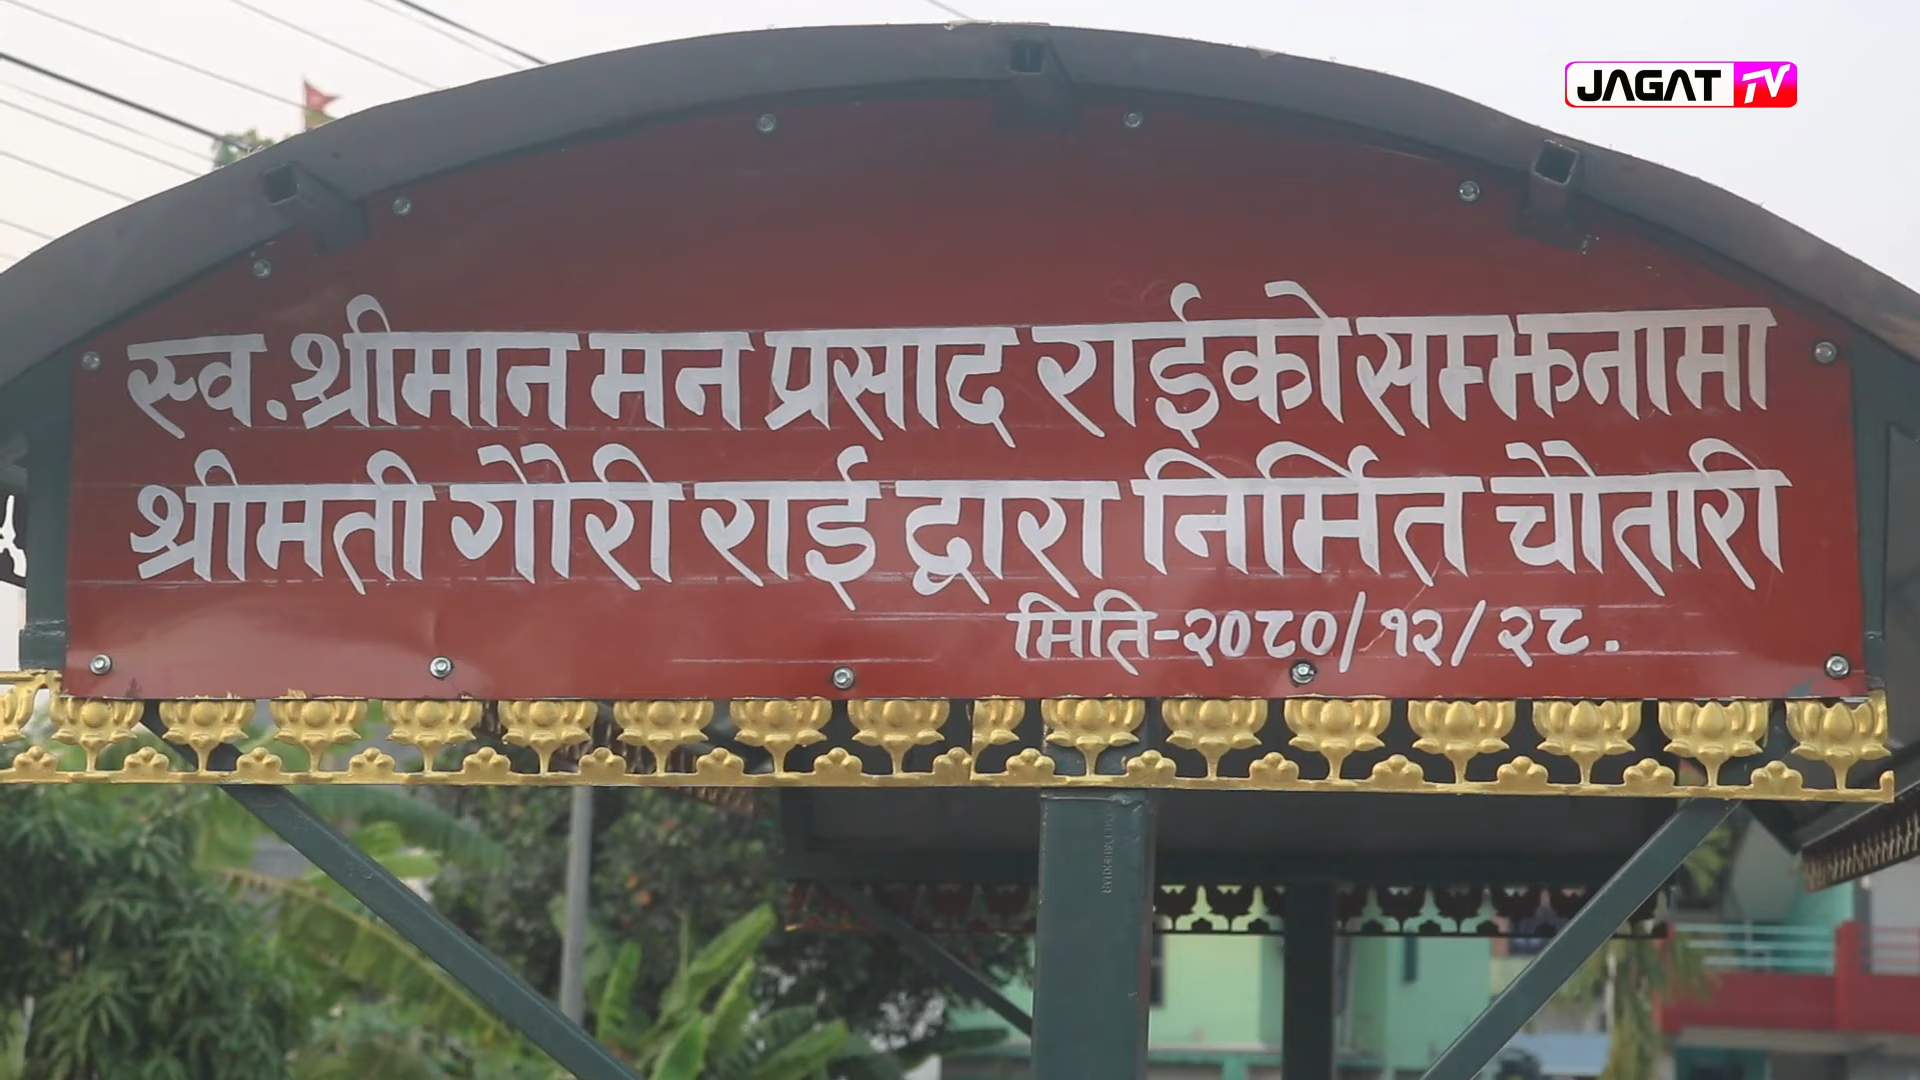 JAGAT TV
स्व. श्रीमान मन प्रसाद राईको सम्झनामा
श्रीमती गौरी राई द्वारा निर्मित चौतारी
मिति-२०८०/१२/२८.